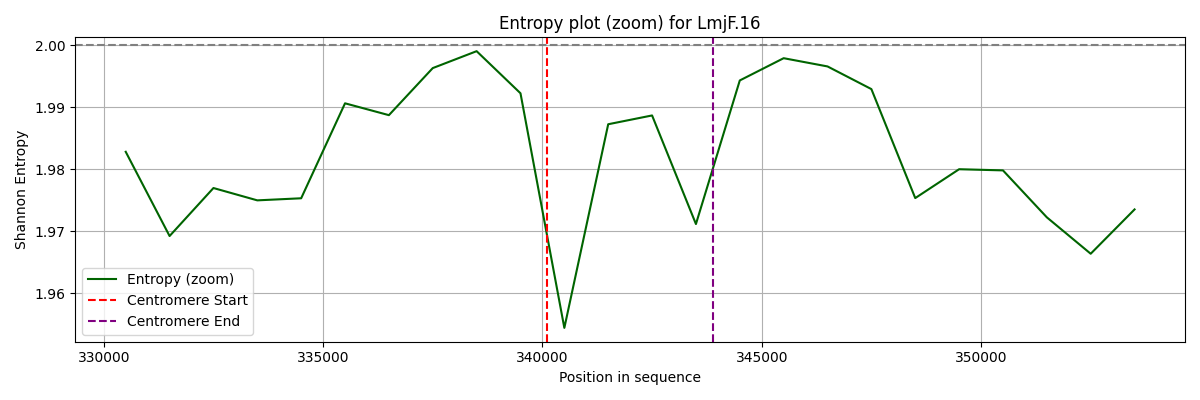 Entropy plot (zoom) for LmjF.16
Shannon Entropy
2.00
1.99
1.98
1.97
1.96
Entropy (zoom)
Centromere Start
Centromere End
330000 335000 340000 345000 350000
Position in sequence